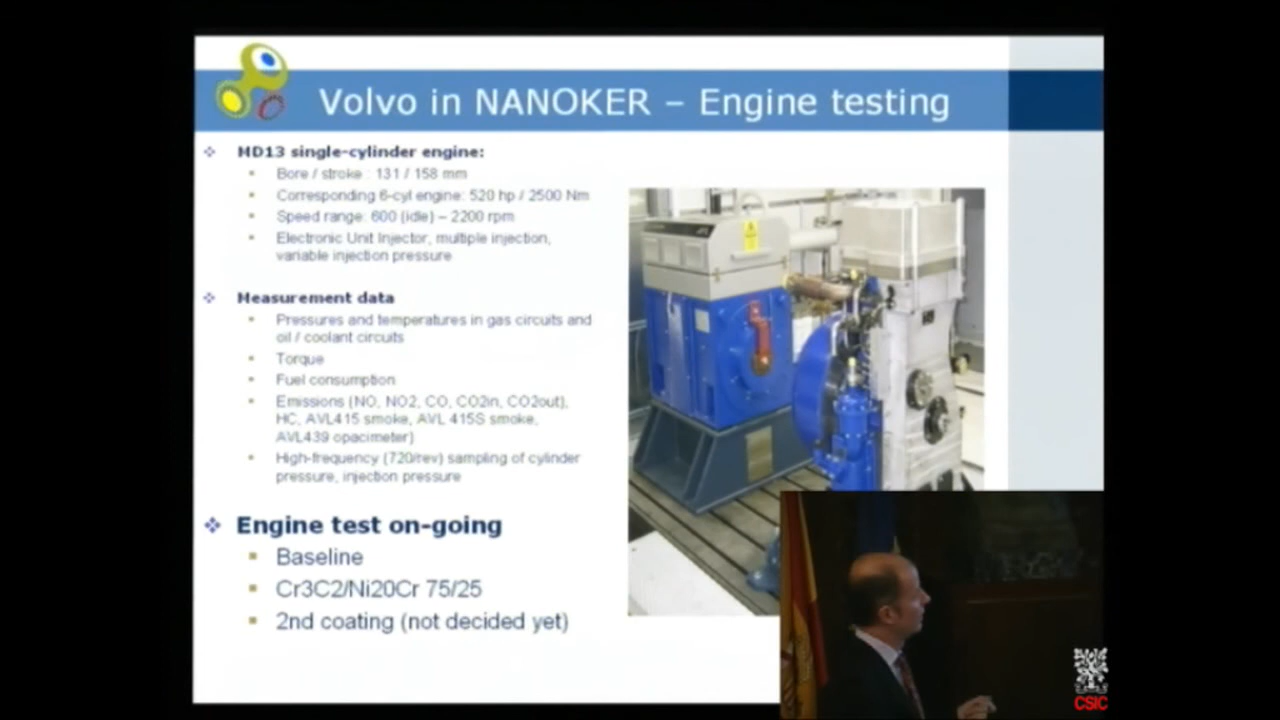 Volvo in NANOKER – Engine testing
MD13 single-cylinder engine:
Bore / stroke : 131 / 158 mm
Corresponding 6-cyl engine: 520 hp / 2500 Nm
Speed range: 600 (idle) – 2200 rpm
Electronic Unit Injector, multiple injection,
variable injection pressure
Measurement data
Pressures and temperatures in gas circuits and
oil / coolant circuits
Torque
Fuel consumption
Emissions (NO, NO2, CO, CO2in, CO2out),
HC, AVL415 smoke, AVL 415S smoke,
AVL439 opacimeter)
High-frequency (720/rev) sampling of cylinder
pressure, injection pressure
Engine test on-going
Baseline
Cr3C2/Ni20Cr 75/25
2nd coating (not decided yet)
CSIC